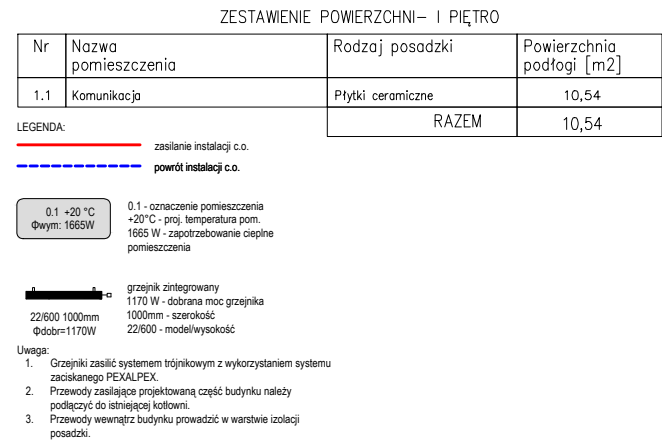 ZESTAWIENIE POWIERZCHNI– I PIĘTRO
Nr Nazwa pomieszczenia Rodzaj posadzki Powierzchnia podłogi [m2]
1.1 Komunikacja Płytki ceramiczne 10,54
RAZEM 10,54
LEGENDA:
zasilanie instalacji c.o.
powrót instalacji c.o.
0.1 +20 °C
Φwym: 1665W
0.1 - oznaczenie pomieszczenia
+20°C - proj. temperatura pom.
1665 W - zapotrzebowanie cieplne
pomieszczenia
22/600 1000mm
Φdobr=1170W
grzejnik zintegrowany
1170 W - dobrana moc grzejnika
1000mm - szerokość
22/600 - model/wysokość
Uwaga:
1. Grzejniki zasilić systemem trójnikowym z wykorzystaniem systemu
zaciskanego PEXALPEX.
2. Przewody zasilające projektowaną część budynku należy
podłączyć do istniejącej kotłowni.
3. Przewody wewnątrz budynku prowadzić w warstwie izolacji
posadzki.